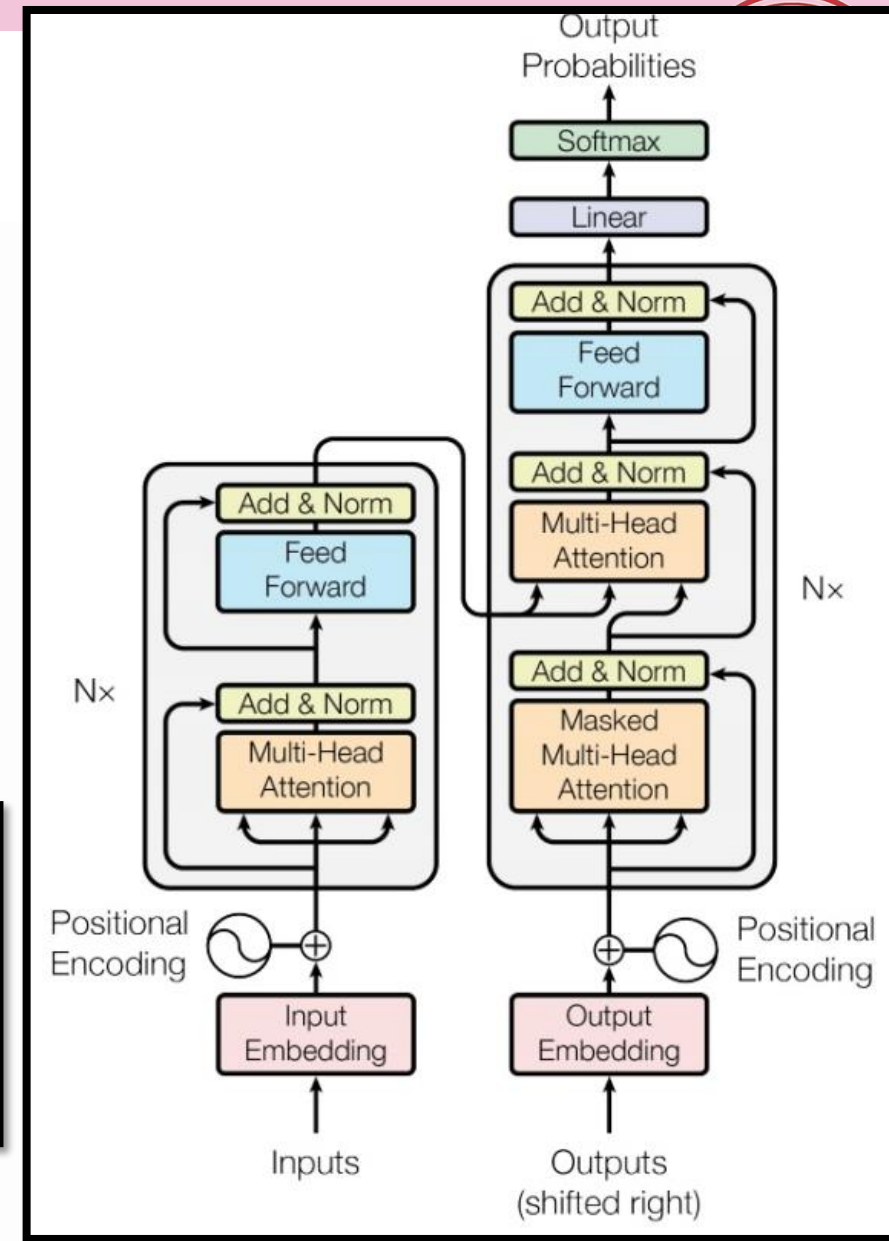 Output
Probabilities
Softmax
Linear
Add & Norm
Feed
Forward
Add & Norm
Multi-Head
Attention
Add & Norm
Masked
Multi-Head
Attention
Nx
Add & Norm
Feed
Forward
Add & Norm
Multi-Head
Attention
Nx
Positional
Encoding
Positional
Encoding
Input
Embedding
Output
Embedding
Inputs
Outputs
(shifted right)